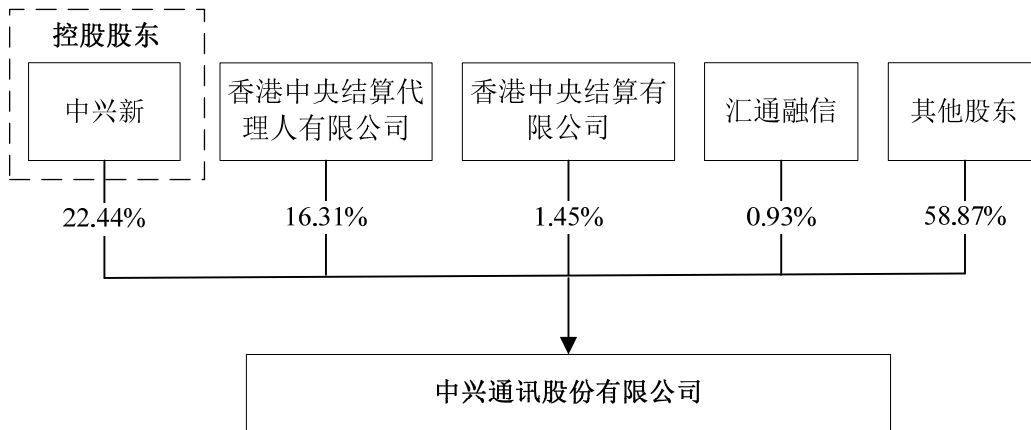 控股股东
中兴新
香港中央结算代
理人有限公司
香港中央结算有
限公司
汇通融信
其他股东
22.44%
16.31%
1.45%
0.93%
58.87%
中兴通讯股份有限公司